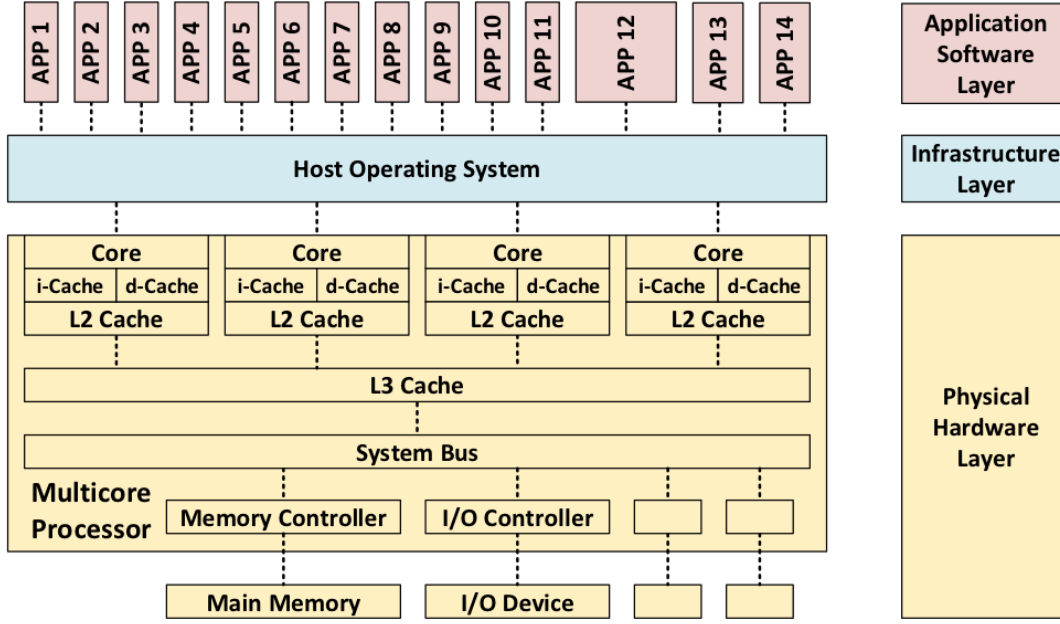 APP 1
APP 2
APP 3
APP 4
APP 5
APP 6
APP 7
APP 8
APP 9
APP 10
APP 11
APP 12
APP 13
APP 14
Application
Software
Layer
Host Operating System
Infrastructure
Layer
Core
Core
Core
Core
i-Cache
d-Cache
i-Cache
d-Cache
i-Cache
d-Cache
i-Cache
d-Cache
L2 Cache
L2 Cache
L2 Cache
L2 Cache
L3 Cache
System Bus
Multicore
Processor
Memory Controller
I/O Controller
Main Memory
I/O Device
Physical
Hardware
Layer